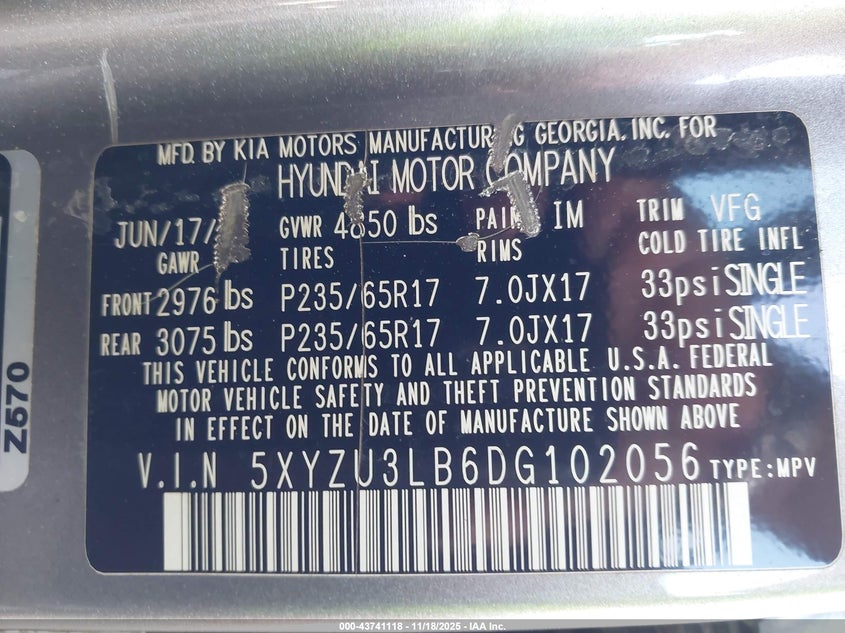 MFD. BY KIA MOTORS MANUFACTURING GEORGIA, INC. FOR
HYUNDAI MOTOR COMPANY
JUN/17/ GVWR 4850 lbs PAINT IM TRIM VFG
GAWR TIRES RIMS COLD TIRE INFL
FRONT 2976 lbs P235/65R17 7.0JX17 33psi SINGLE
REAR 3075 lbs P235/65R17 7.0JX17 33psi SINGLE
THIS VEHICLE CONFORMS TO ALL APPLICABLE U.S.A. FEDERAL
MOTOR VEHICLE SAFETY AND THEFT PREVENTION STANDARDS
IN EFFECT ON THE DATE OF MANUFACTURE SHOWN ABOVE
V.I.N 5XYZU3LB6DG102056 TYPE:MPV
Z570
000-43741118 - 11/18/2025 - IAA Inc.